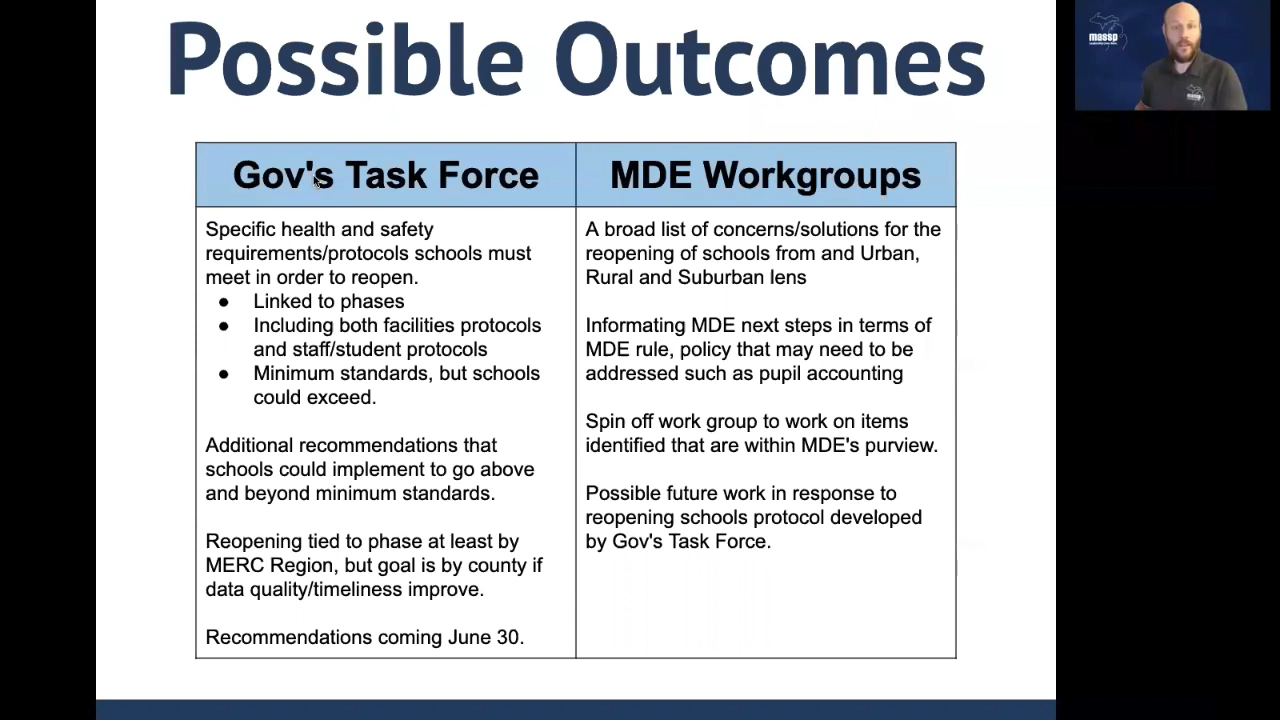 Possible Outcomes
massp
Gov's Task Force
MDE Workgroups
Specific health and safety
requirements/protocols schools must
meet in order to reopen.
● Linked to phases
● Including both facilities protocols
and staff/student protocols
● Minimum standards, but schools
could exceed.
Additional recommendations that
schools could implement to go above
and beyond minimum standards.
Reopening tied to phase at least by
MERC Region, but goal is by county if
data quality/timeliness improve.
Recommendations coming June 30.
A broad list of concerns/solutions for the
reopening of schools from and Urban,
Rural and Suburban lens
Informating MDE next steps in terms of
MDE rule, policy that may need to be
addressed such as pupil accounting
Spin off work group to work on items
identified that are within MDE's purview.
Possible future work in response to
reopening schools protocol developed
by Gov's Task Force.